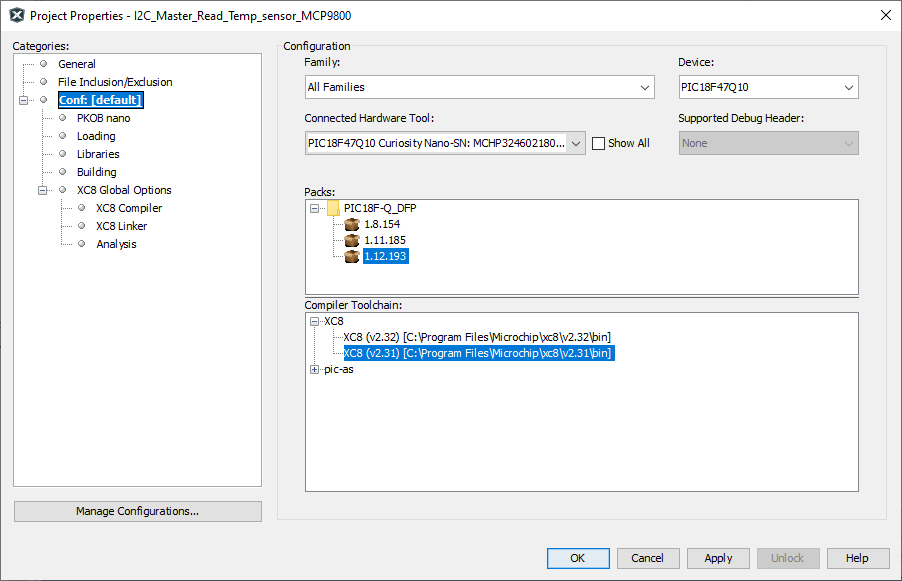 Project Properties - I2C_Master_Read_Temp_sensor_MCP9800
Categories:
General
File Inclusion/Exclusion
Conf: [default]
PKOB nano
Loading
Libraries
Building
XC8 Global Options
XC8 Compiler
XC8 Linker
Analysis
Manage Configurations...
Configuration
Family:
Device:
All Families
PIC18F47Q10
Connected Hardware Tool:
Supported Debug Header:
PIC18F47Q10 Curiosity Nano-SN: MCHP324602180...
Show All
None
Packs:
PIC18F-Q_DFP
1.8.154
1.11.185
1.12.193
Compiler Toolchain:
XC8
XC8 (v2.32) [C:\Program Files\Microchip\xc8\v2.32\bin]
XC8 (v2.31) [C:\Program Files\Microchip\xc8\v2.31\bin]
pic-as
OK
Cancel
Apply
Unlock
Help